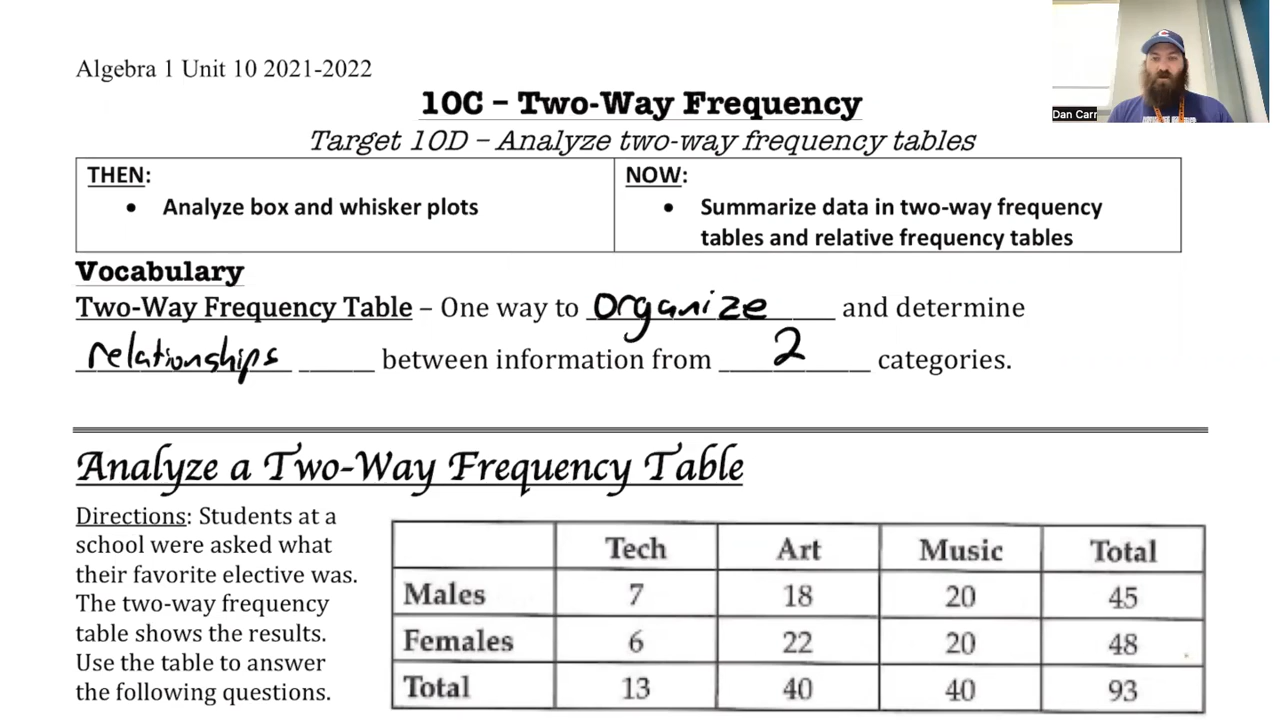 Algebra 1 Unit 10 2021-2022
10C – Two-Way Frequency
Target 10D – Analyze two-way frequency tables
THEN:
• Analyze box and whisker plots
NOW:
• Summarize data in two-way frequency
tables and relative frequency tables
Dan Carr
Vocabulary
Two-Way Frequency Table – One way to organize and determine
relationships between information from 2 categories.
Analyze a Two-Way Frequency Table
Directions: Students at a
school were asked what
their favorite elective was.
The two-way frequency
table shows the results.
Use the table to answer
the following questions.
Tech Art Music Total
Males 7 18 20 45
Females 6 22 20 48
Total 13 40 40 93